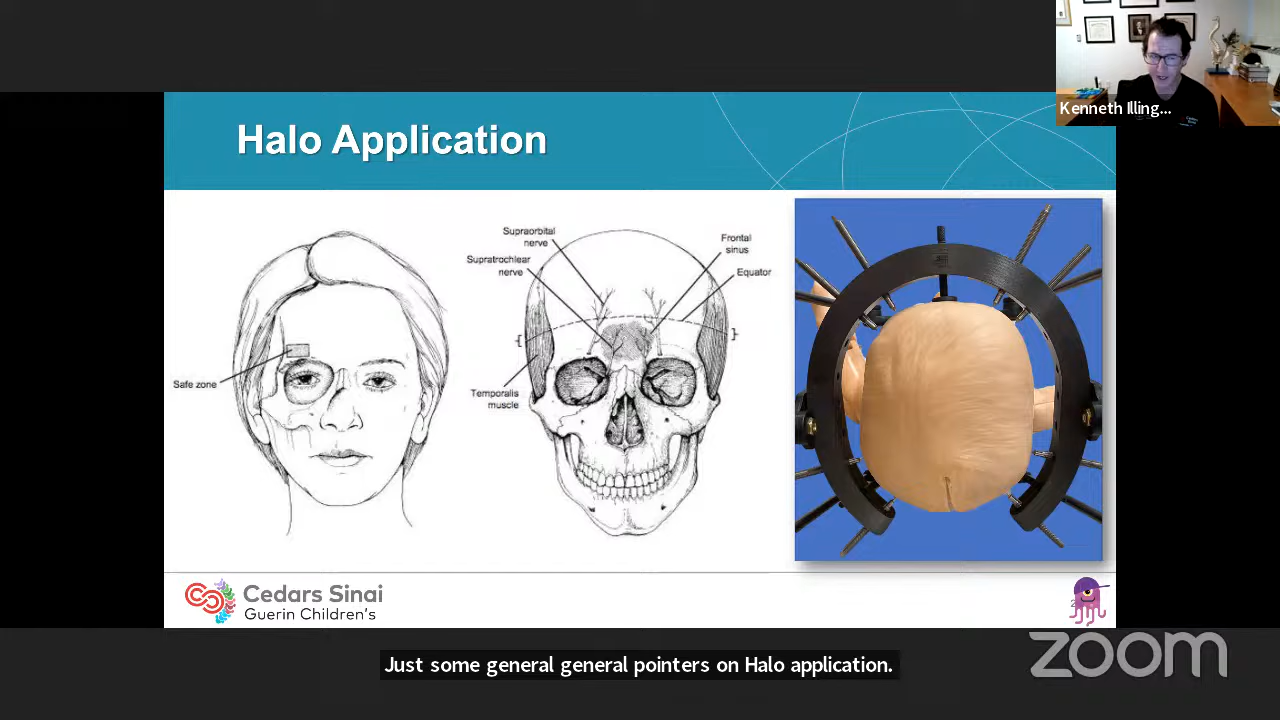 Kenneth Illing...
Halo Application
Supraorbital
nerve
Supratrochlear
nerve
Frontal
sinus
Equator
Safe zone
Temporalis
muscle
Cedars Sinai
Guerin Children's
Just some general general pointers on Halo application.
zoom